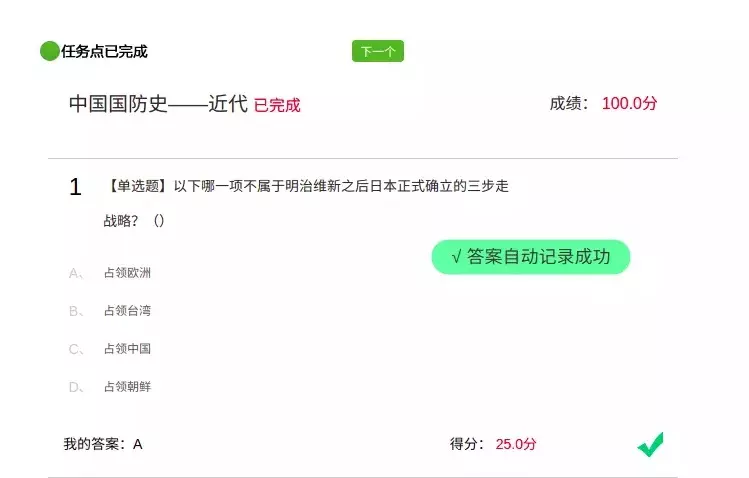 任务点已完成 下一个
中国国防史——近代 已完成 成绩： 100.0分
1 【单选题】以下哪一项不属于明治维新之后日本正式确立的三步走
战略？（）
√ 答案自动记录成功
A、 占领欧洲
B、 占领台湾
C、 占领中国
D、 占领朝鲜
我的答案：A 得分： 25.0分